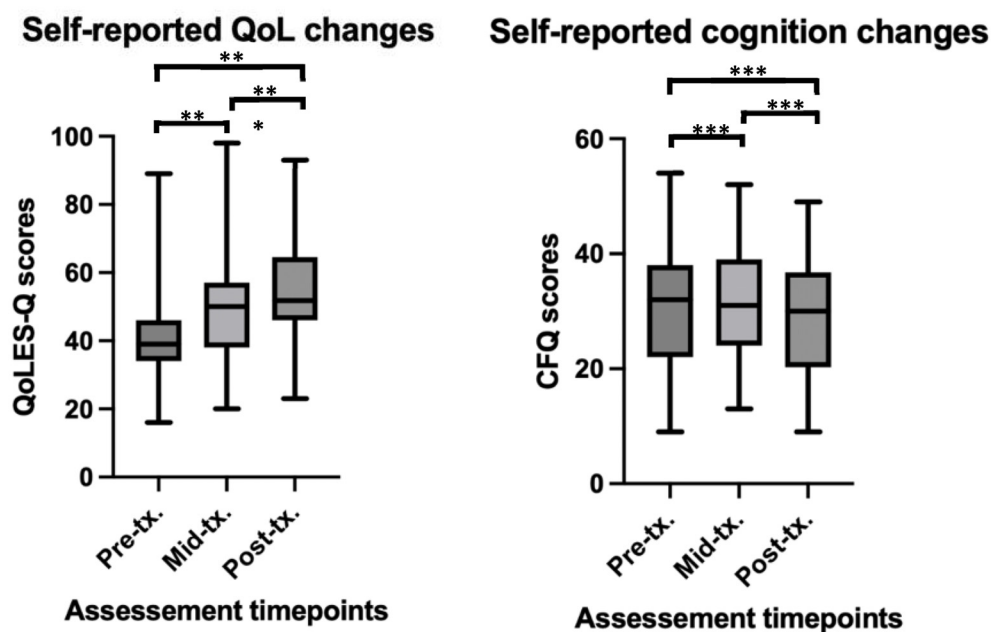 Self-reported QoL changes
**
**
**
*
100
80
60
40
20
0
QoLES-Q scores
Pre-tx.
Mid-tx.
Post-tx.
Assessement timepoints
Self-reported cognition changes
***
***
***
60
40
20
0
CFQ scores
Pre-tx.
Mid-tx.
Post-tx.
Assessement timepoints